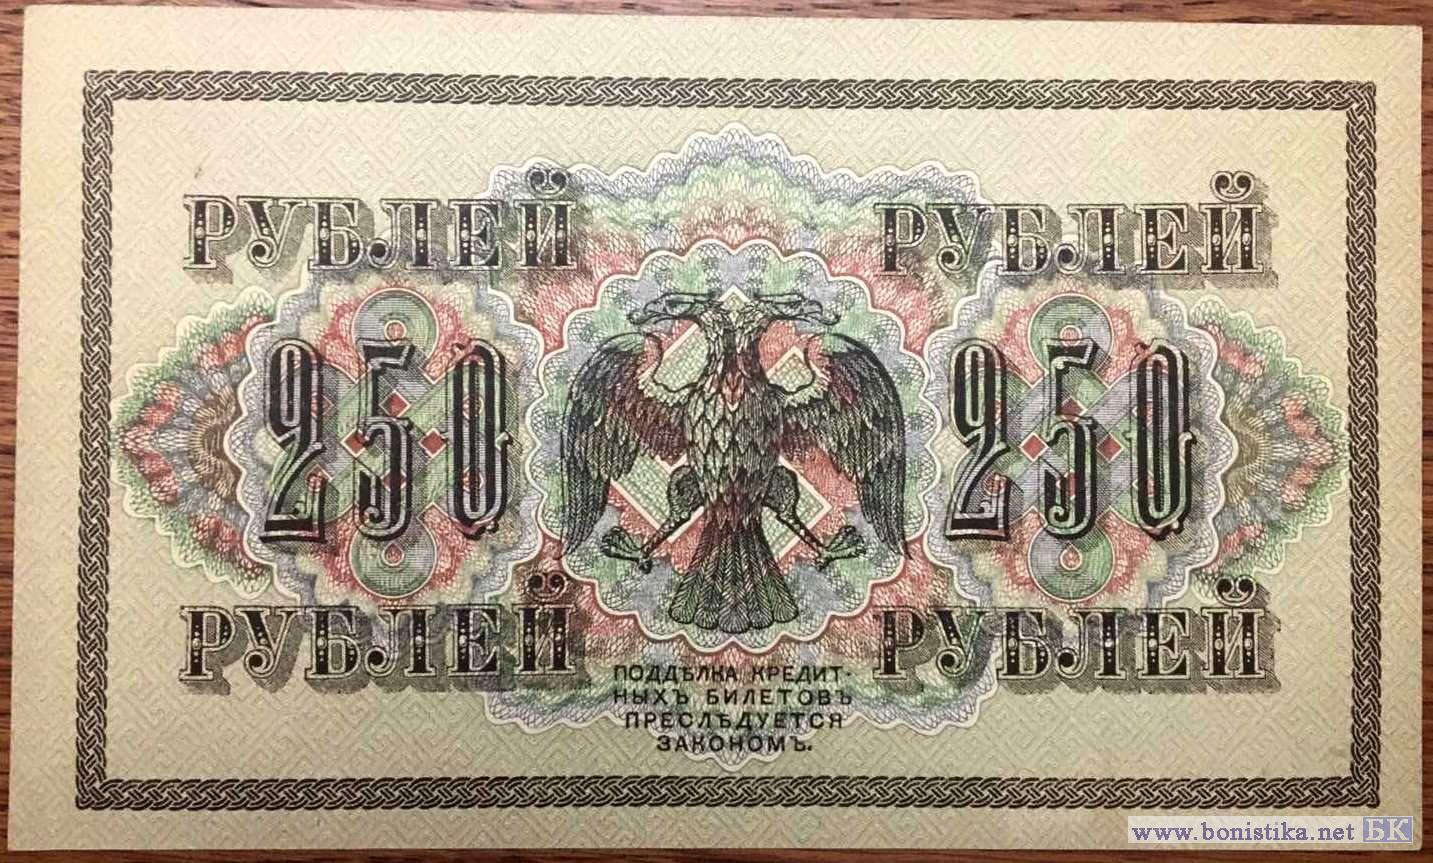 РУБЛЕЙ РУБЛЕЙ
250 250
РУБЛЕЙ РУБЛЕЙ
ПОДДѢЛКА КРЕДИТ-
НЫХЪ БИЛЕТОВЪ
ПРЕСЛѢДУЕТСЯ
ЗАКОНОМЪ.
www.bonistika.net БК